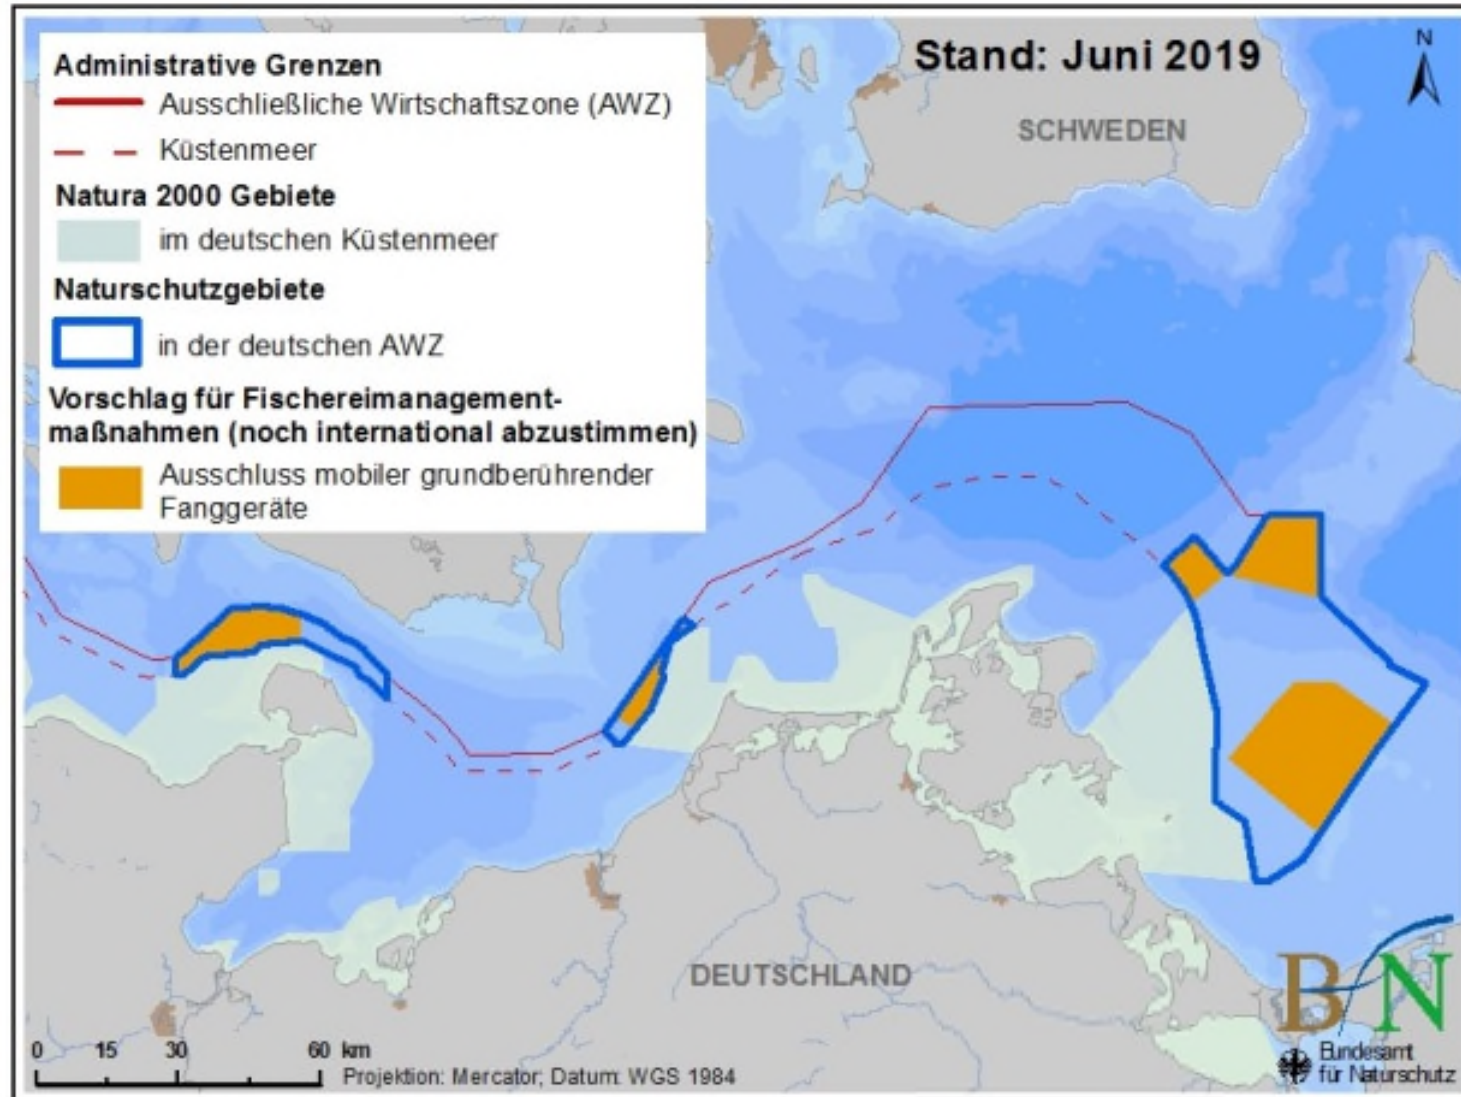 Administrative Grenzen
Ausschließliche Wirtschaftszone (AWZ)
Küstenmeer
Natura 2000 Gebiete
im deutschen Küstenmeer
Naturschutzgebiete
in der deutschen AWZ
Vorschlag für Fischereimanagement-
maßnahmen (noch international abzustimmen)
Ausschluss mobiler grundberührender
Fanggeräte
Stand: Juni 2019
N
SCHWEDEN
DEUTSCHLAND
0 15 30 60 km
Projektion: Mercator; Datum: WGS 1984
BfN
Bundesamt
für Naturschutz